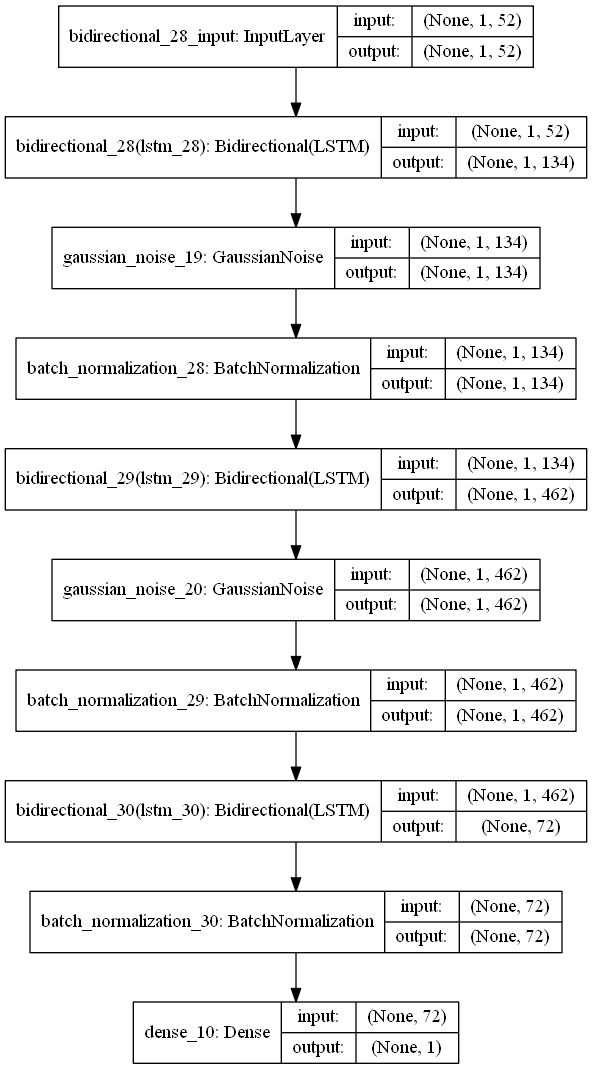 bidirectional_28_input: InputLayer
input: (None, 1, 52)
output: (None, 1, 52)
bidirectional_28(lstm_28): Bidirectional(LSTM)
input: (None, 1, 52)
output: (None, 1, 134)
gaussian_noise_19: GaussianNoise
input: (None, 1, 134)
output: (None, 1, 134)
batch_normalization_28: BatchNormalization
input: (None, 1, 134)
output: (None, 1, 134)
bidirectional_29(lstm_29): Bidirectional(LSTM)
input: (None, 1, 134)
output: (None, 1, 462)
gaussian_noise_20: GaussianNoise
input: (None, 1, 462)
output: (None, 1, 462)
batch_normalization_29: BatchNormalization
input: (None, 1, 462)
output: (None, 1, 462)
bidirectional_30(lstm_30): Bidirectional(LSTM)
input: (None, 1, 462)
output: (None, 72)
batch_normalization_30: BatchNormalization
input: (None, 72)
output: (None, 72)
dense_10: Dense
input: (None, 72)
output: (None, 1)